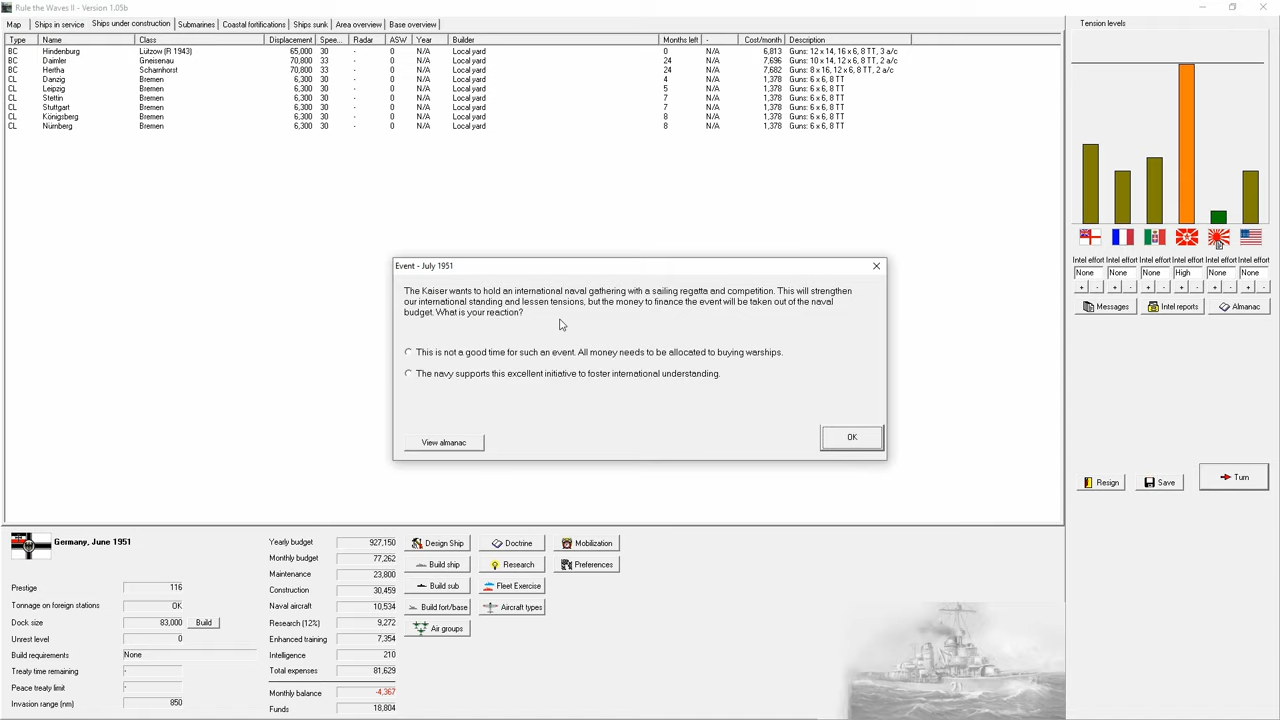 Rule the Waves II - Version 1.05b
Map Ships in service Ships under construction Submarines Coastal fortifications Ships sunk Area overview Base overview
Type Name Class Displacement Spee... Radar ASW Year Builder Months left - Cost/month Description
BC Hindenburg Lützow (R 1943) 65,000 30 - 0 N/A Local yard 0 N/A 6,813 Guns: 12 x 14, 16 x 6, 8 TT, 3 a/c
BC Daimler Gneisenau 70,800 33 - 0 N/A Local yard 24 N/A 7,696 Guns: 10 x 14, 12 x 6, 8 TT, 2 a/c
BC Hertha Scharnhorst 70,800 33 - 0 N/A Local yard 24 N/A 7,682 Guns: 8 x 16, 12 x 6, 8 TT, 2 a/c
CL Danzig Bremen 6,300 30 - 0 N/A Local yard 4 N/A 1,378 Guns: 6 x 6, 8 TT
CL Leipzig Bremen 6,300 30 - 0 N/A Local yard 5 N/A 1,378 Guns: 6 x 6, 8 TT
CL Stettin Bremen 6,300 30 - 0 N/A Local yard 7 N/A 1,378 Guns: 6 x 6, 8 TT
CL Stuttgart Bremen 6,300 30 - 0 N/A Local yard 7 N/A 1,378 Guns: 6 x 6, 8 TT
CL Königsberg Bremen 6,300 30 - 0 N/A Local yard 8 N/A 1,378 Guns: 6 x 6, 8 TT
CL Nürnberg Bremen 6,300 30 - 0 N/A Local yard 8 N/A 1,378 Guns: 6 x 6, 8 TT
Tension levels
Intel effort Intel effort Intel effort Intel effort Intel effort Intel effort
None None None High None None
+ - + - + - + - + - + -
Messages Intel reports Almanac
Event - July 1951
The Kaiser wants to hold an international naval gathering with a sailing regatta and competition. This will strengthen
our international standing and lessen tensions, but the money to finance the event will be taken out of the naval
budget. What is your reaction?
This is not a good time for such an event. All money needs to be allocated to buying warships.
The navy supports this excellent initiative to foster international understanding.
View almanac OK
Resign Save Turn
Germany, June 1951
Prestige 116
Tonnage on foreign stations OK
Dock size 83,000 Build
Unrest level 0
Build requirements None
Treaty time remaining -
Peace treaty limit -
Invasion range (nm) 850
Yearly budget 927,150
Monthly budget 77,262
Maintenance 23,800
Construction 30,459
Naval aircraft 10,534
Research (12%) 9,272
Enhanced training 7,354
Intelligence 210
Total expenses 81,629
Monthly balance -4,367
Funds 18,804
Design Ship Doctrine Mobilization
Build ship Research Preferences
Build sub Fleet Exercise
Build fort/base Aircraft types
Air groups